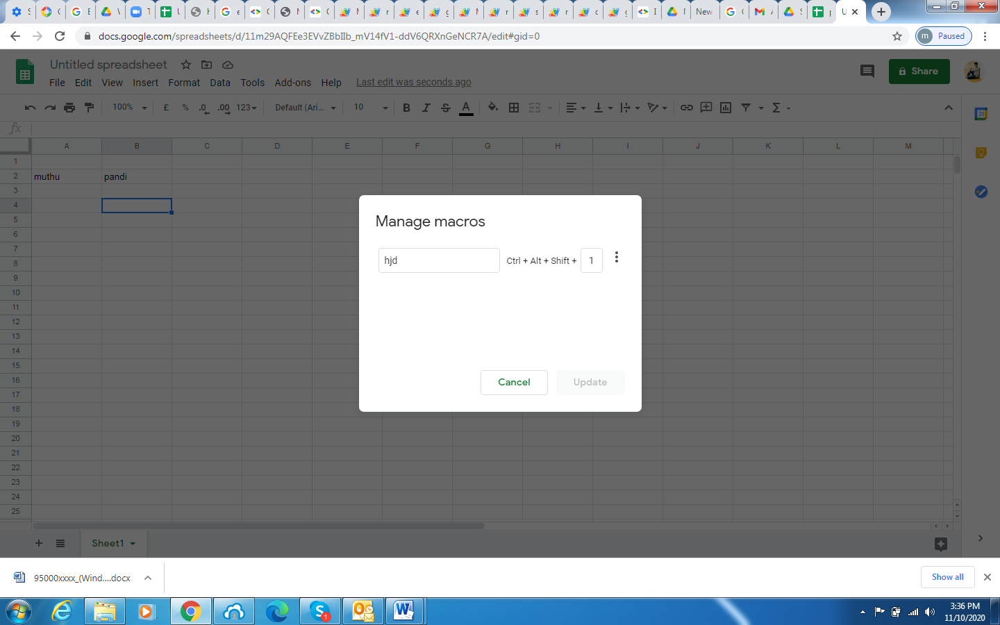 New
docs.google.com/spreadsheets/d/11m29AQFEe3EVvZBbIIb_mV14fV1-ddV6QRXnGeNCR7A/edit#gid=0
m Paused
Untitled spreadsheet
File Edit View Insert Format Data Tools Add-ons Help Last edit was seconds ago
Share
100% £ % .0 .00 123 Default (Ari... 10 B I S A Σ
31
fx
A B C D E F G H I J K L M
1
2 muthu pandi
3
4
5
6
7
8
9
10
11
12
13
14
15
16
17
18
19
20
21
22
23
24
25
Manage macros
hjd Ctrl + Alt + Shift + 1
Cancel Update
+ Sheet1
95000xxxx_(Wind....docx
Show all
3:36 PM
11/10/2020